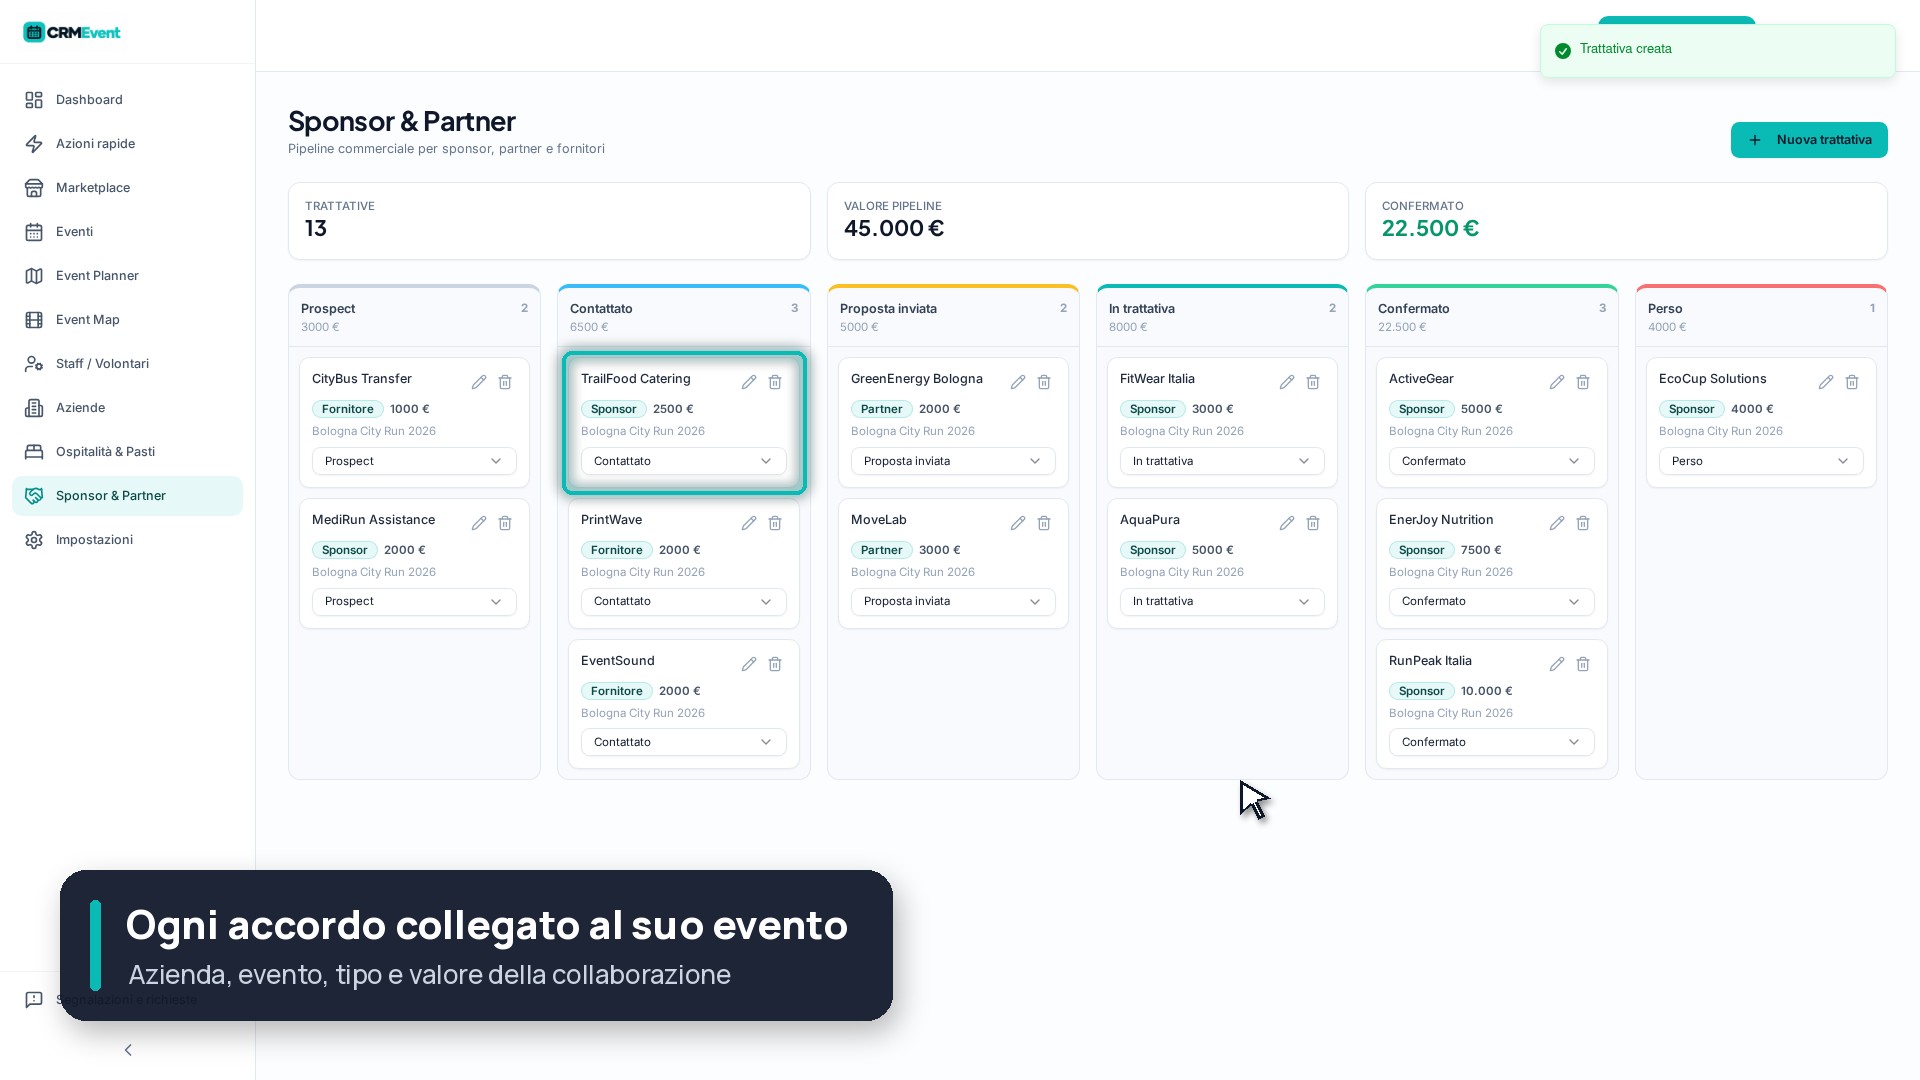 CRMEvent
Trattativa creata
Dashboard
Azioni rapide
Marketplace
Eventi
Event Planner
Event Map
Staff / Volontari
Aziende
Ospitalità & Pasti
Sponsor & Partner
Impostazioni
Segnalazioni e richieste
Sponsor & Partner
Pipeline commerciale per sponsor, partner e fornitori
Nuova trattativa
TRATTATIVE
13
VALORE PIPELINE
45.000 €
CONFERMATO
22.500 €
Prospect 2
3000 €
CityBus Transfer
Fornitore 1000 €
Bologna City Run 2026
Prospect
MediRun Assistance
Sponsor 2000 €
Bologna City Run 2026
Prospect
Contattato 3
6500 €
TrailFood Catering
Sponsor 2500 €
Bologna City Run 2026
Contattato
PrintWave
Fornitore 2000 €
Bologna City Run 2026
Contattato
EventSound
Fornitore 2000 €
Bologna City Run 2026
Contattato
Proposta inviata 2
5000 €
GreenEnergy Bologna
Partner 2000 €
Bologna City Run 2026
Proposta inviata
MoveLab
Partner 3000 €
Bologna City Run 2026
Proposta inviata
In trattativa 2
8000 €
FitWear Italia
Sponsor 3000 €
Bologna City Run 2026
In trattativa
AquaPura
Sponsor 5000 €
Bologna City Run 2026
In trattativa
Confermato 3
22.500 €
ActiveGear
Sponsor 5000 €
Bologna City Run 2026
Confermato
EnerJoy Nutrition
Sponsor 7500 €
Bologna City Run 2026
Confermato
RunPeak Italia
Sponsor 10.000 €
Bologna City Run 2026
Confermato
Perso 1
4000 €
EcoCup Solutions
Sponsor 4000 €
Bologna City Run 2026
Perso
Ogni accordo collegato al suo evento
Azienda, evento, tipo e valore della collaborazione